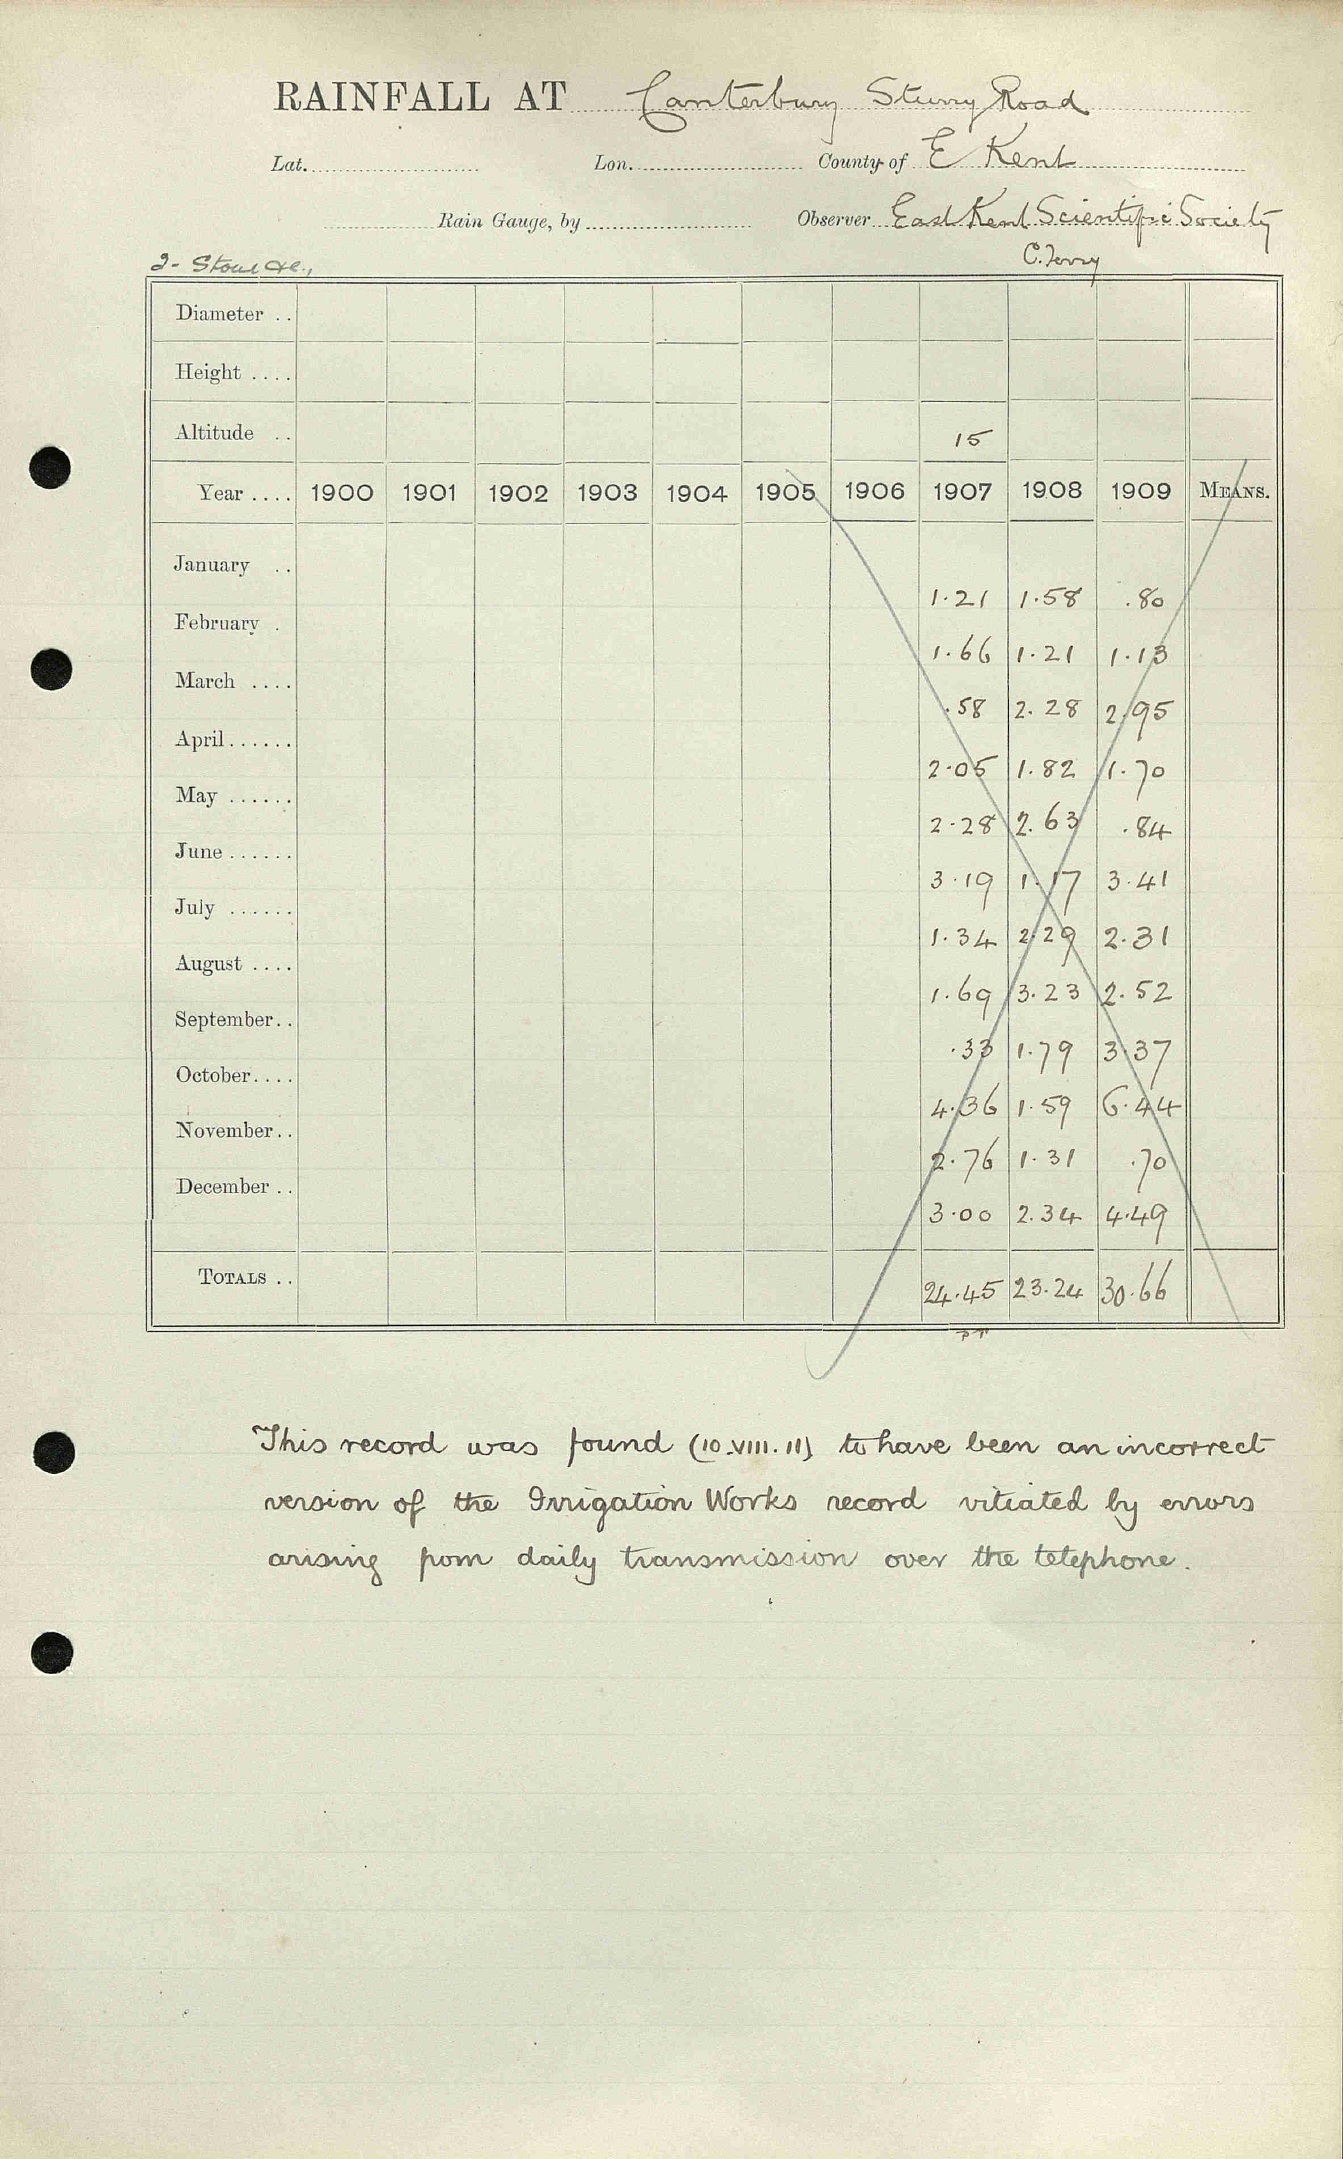 RAINFALL AT Canterbury Sturry Road
Lat. Lon. County of E Kent
Rain Gauge, by Observer East Kent Scientific Society
2 - Stour &c., C. Terry
Diameter ..
Height ....
Altitude .. 15
Year .... 1900 1901 1902 1903 1904 1905 1906 1907 1908 1909 MEANS.
January .. 1.21 1.58 .80
February . 1.66 1.21 1.13
March .... .58 2.28 2.95
April...... 2.05 1.82 1.70
May ...... 2.28 2.63 .84
June ...... 3.19 1.17 3.41
July ...... 1.34 2.29 2.31
August .... 1.69 3.23 2.52
September.. .33 1.79 3.37
October.... 4.36 1.59 6.44
November.. 2.76 1.31 .70
December .. 3.00 2.34 4.49
TOTALS .. 24.45 23.24 30.66
This record was found (10.VIII.11) to have been an incorrect
version of the Irrigation Works record vitiated by errors
arising from daily transmission over the telephone.